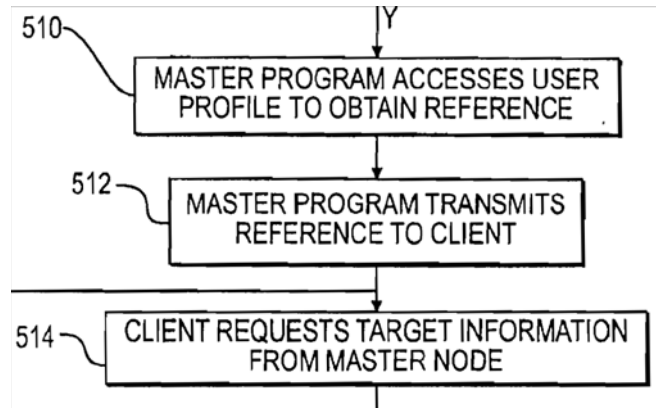 Y
510
MASTER PROGRAM ACCESSES USER
PROFILE TO OBTAIN REFERENCE
512
MASTER PROGRAM TRANSMITS
REFERENCE TO CLIENT
514
CLIENT REQUESTS TARGET INFORMATION
FROM MASTER NODE